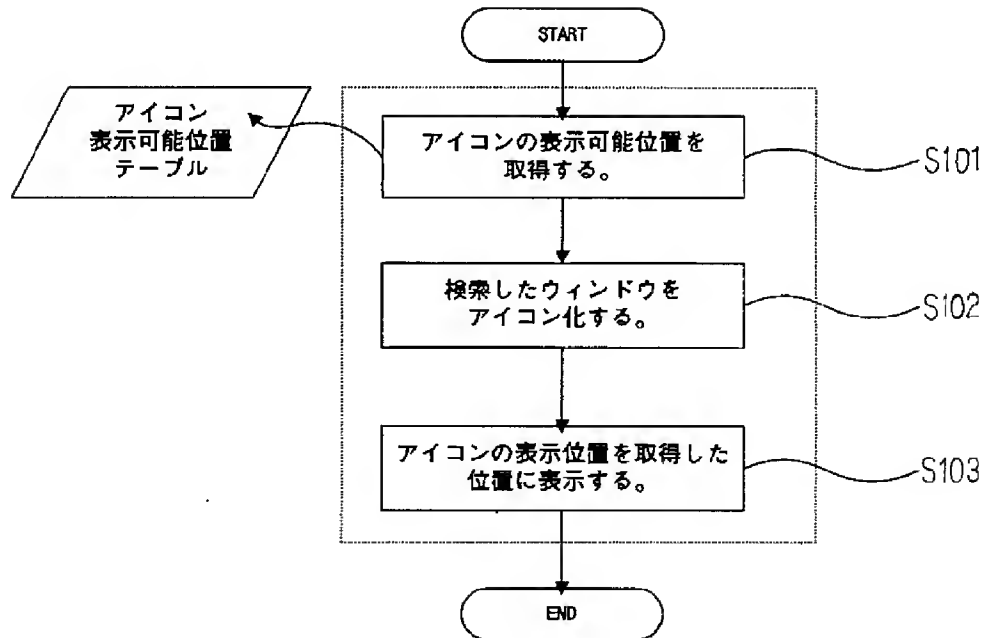 START
アイコン
表示可能位置
テーブル
アイコンの表示可能位置を
取得する。
S101
検索したウィンドウを
アイコン化する。
S102
アイコンの表示位置を取得した
位置に表示する。
S103
END